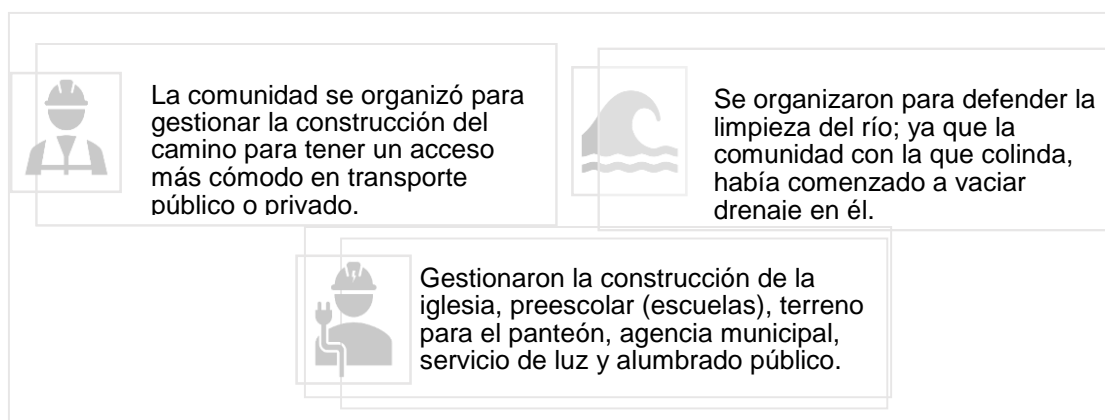 La comunidad se organizó para
gestionar la construcción del
camino para tener un acceso
más cómodo en transporte
público o privado.
Se organizaron para defender la
limpieza del río; ya que la
comunidad con la que colinda,
había comenzado a vaciar
drenaje en él.
Gestionaron la construcción de la
iglesia, preescolar (escuelas), terreno
para el panteón, agencia municipal,
servicio de luz y alumbrado público.